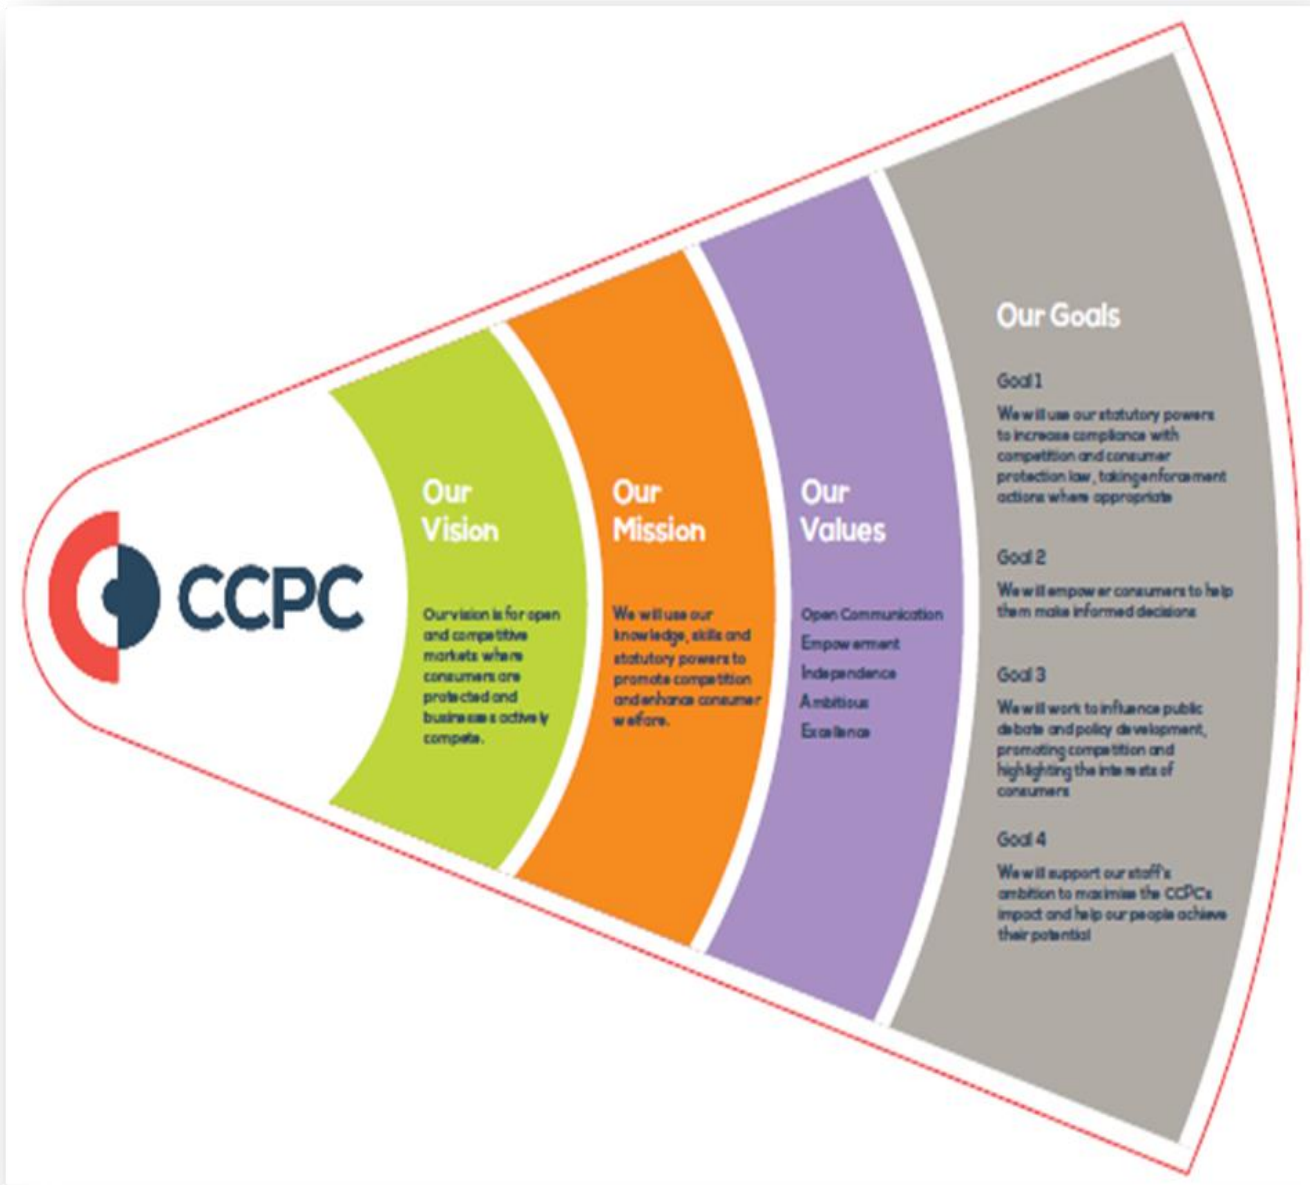 CCPC
Our
Vision
Our vision is for open
and competitive
markets where
consumers are
protected and
businesses actively
compete.
Our
Mission
We will use our
knowledge, skills and
statutory powers to
promote competition
and enhance consumer
welfare.
Our
Values
Open Communication
Empowerment
Independence
Ambitious
Excellence
Our Goals
Goal 1
We will use our statutory powers
to increase compliance with
competition and consumer
protection law, taking enforcement
actions where appropriate
Goal 2
We will empower consumers to help
them make informed decisions
Goal 3
We will work to influence public
debate and policy development,
promoting competition and
highlighting the interests of
consumers
Goal 4
We will support our staff's
ambition to maximise the CCPC's
impact and help our people achieve
their potential